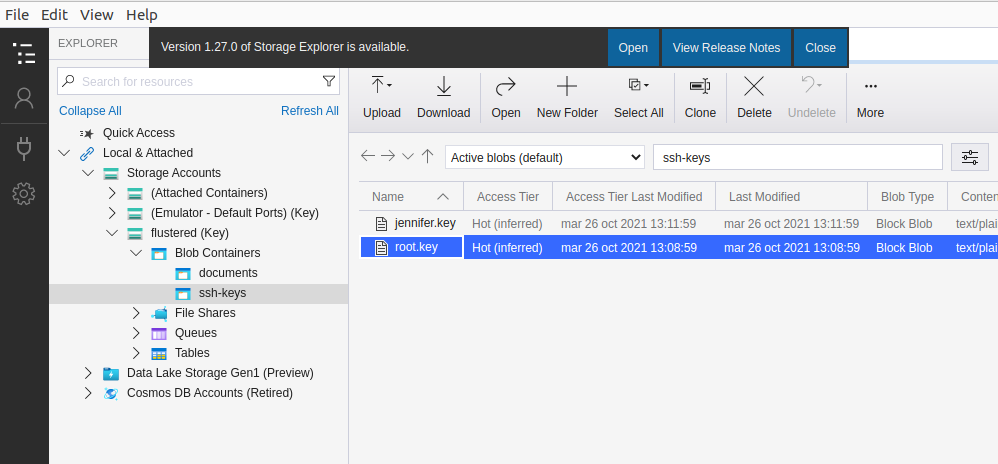 File Edit View Help
EXPLORER
Version 1.27.0 of Storage Explorer is available.
Open View Release Notes Close
Search for resources
Collapse All Refresh All
Quick Access
Local & Attached
Storage Accounts
(Attached Containers)
(Emulator - Default Ports) (Key)
flustered (Key)
Blob Containers
documents
ssh-keys
File Shares
Queues
Tables
Data Lake Storage Gen1 (Preview)
Cosmos DB Accounts (Retired)
Upload Download Open New Folder Select All Clone Delete Undelete More
Active blobs (default) ssh-keys
Name Access Tier Access Tier Last Modified Last Modified Blob Type Conten
jennifer.key Hot (inferred) mar 26 oct 2021 13:11:59 mar 26 oct 2021 13:11:59 Block Blob text/plai
root.key Hot (inferred) mar 26 oct 2021 13:08:59 mar 26 oct 2021 13:08:59 Block Blob text/plai